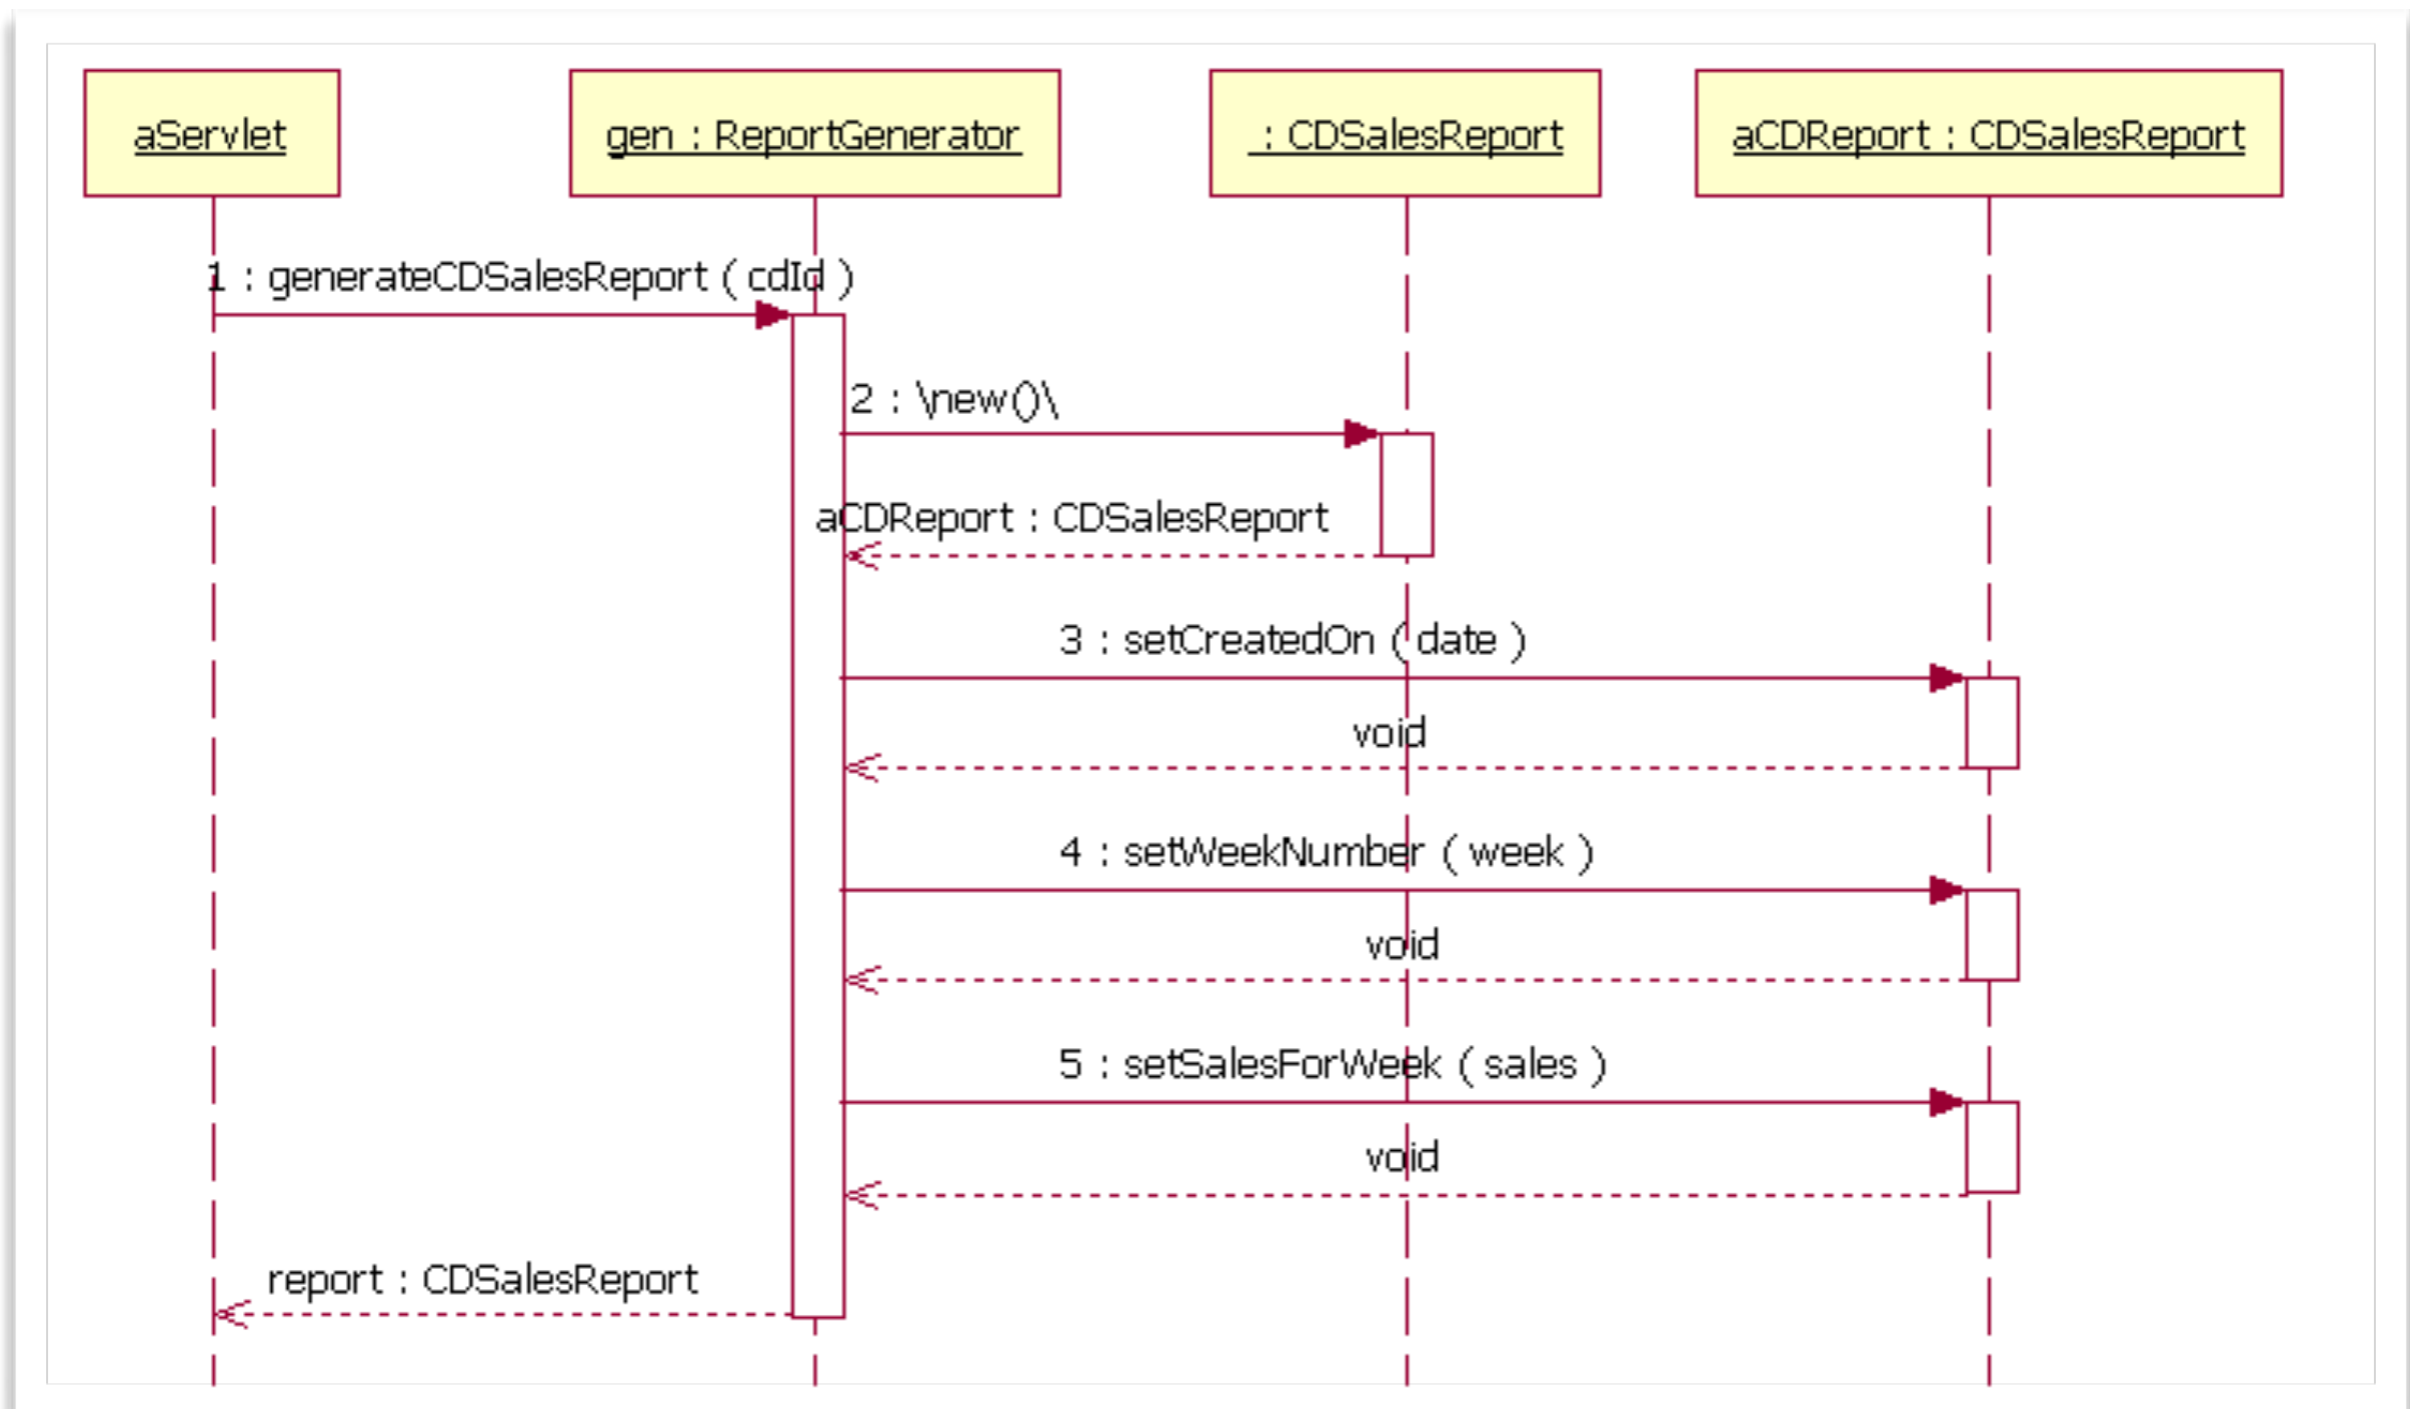 aServlet
gen : ReportGenerator
: CDSalesReport
aCDReport : CDSalesReport
1 : generateCDSalesReport ( cdId )
2 : \new()\
aCDReport : CDSalesReport
3 : setCreatedOn ( date )
void
4 : setWeekNumber ( week )
void
5 : setSalesForWeek ( sales )
void
report : CDSalesReport